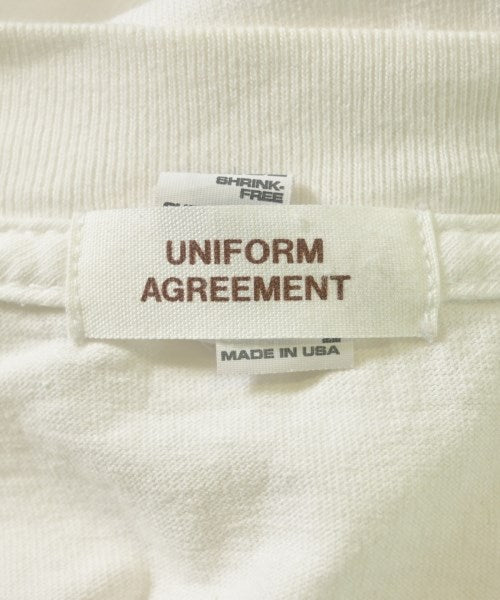 SHRINK-
FREE
UNIFORM
AGREEMENT
MADE IN USA